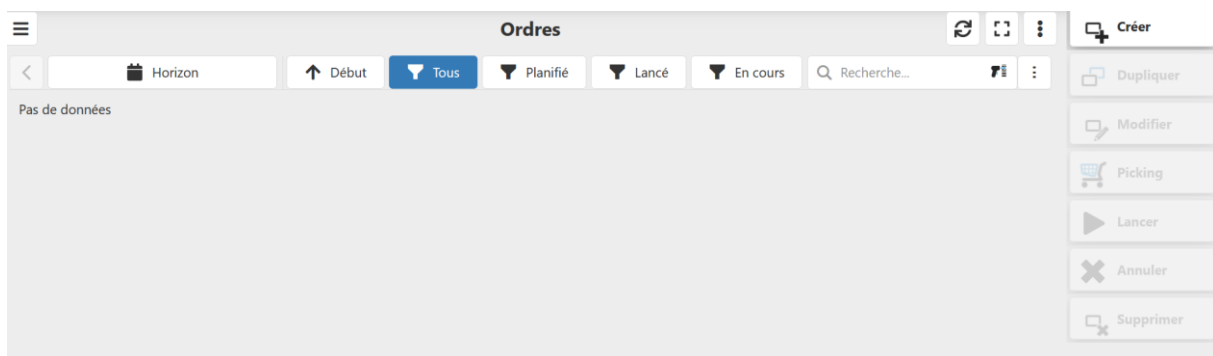 Ordres
Créer
Horizon
Début
Tous
Planifié
Lancé
En cours
Recherche...
Dupliquer
Pas de données
Modifier
Picking
Lancer
Annuler
Supprimer